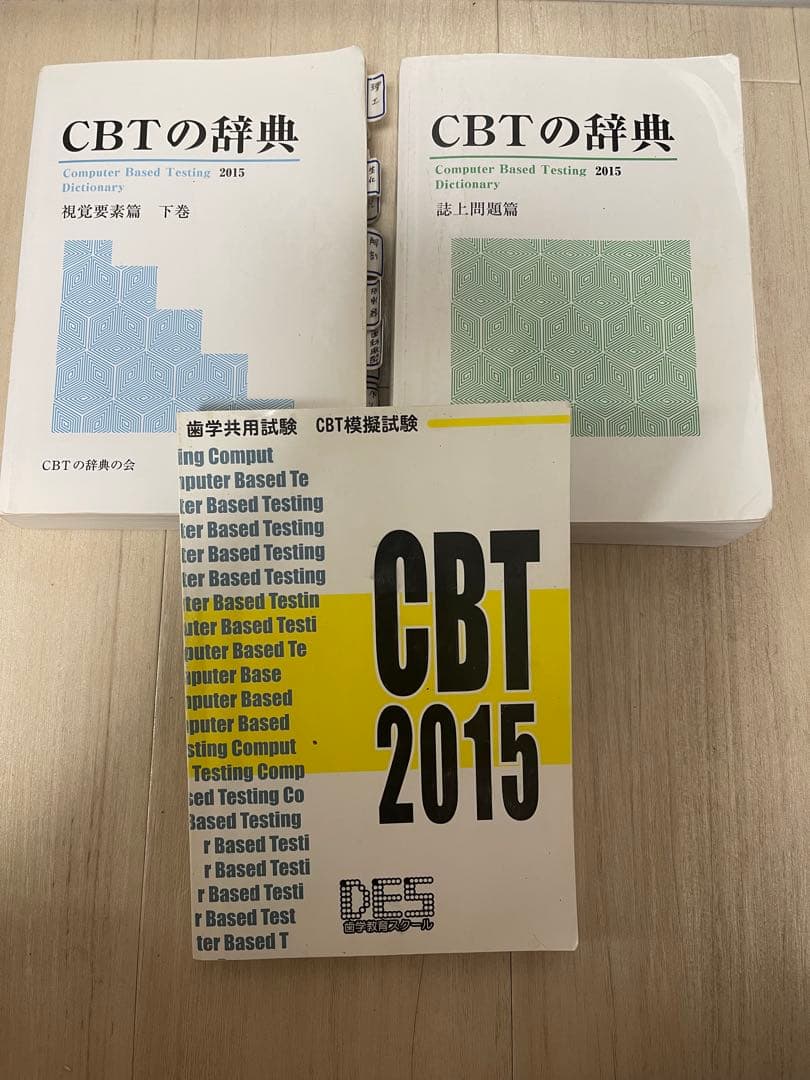 CBTの辞典
Computer Based Testing 2015
Dictionary
視覚要素篇 下巻
CBTの辞典の会
理工
CBTの辞典
Computer Based Testing 2015
Dictionary
誌上問題篇
歯学共用試験 CBT模擬試験
ing Comput
puter Based Te
ter Based Testing
ter Based Testing
ter Based Testing
ter Based Testing
ter Based Testin
uter Based Testi
puter Based Te
puter Base
puter Based
puter Based
sting Comput
Testing Comp
sed Testing Co
Based Testing
r Based Testi
r Based Testi
r Based Testi
r Based Test
ter Based T
CBT
2015
DES
歯学教育スクール